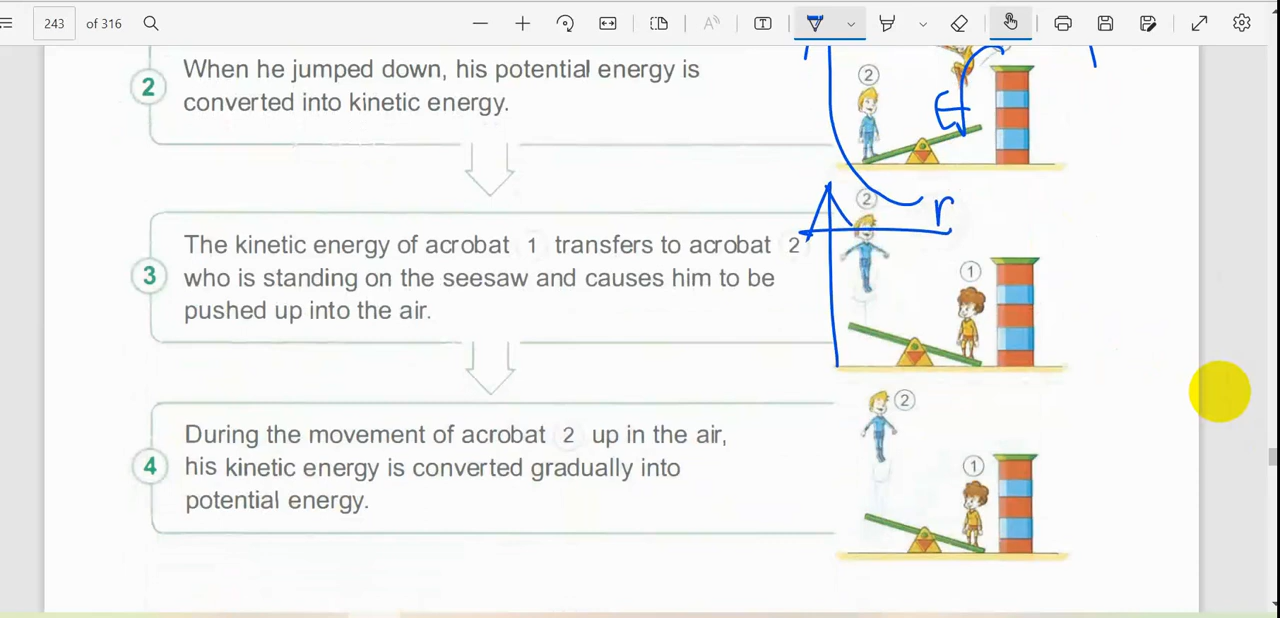 243 of 316
2 When he jumped down, his potential energy is
converted into kinetic energy.
2
3 The kinetic energy of acrobat 1 transfers to acrobat 2
who is standing on the seesaw and causes him to be
pushed up into the air.
2
1
4 During the movement of acrobat 2 up in the air,
his kinetic energy is converted gradually into
potential energy.
2
1